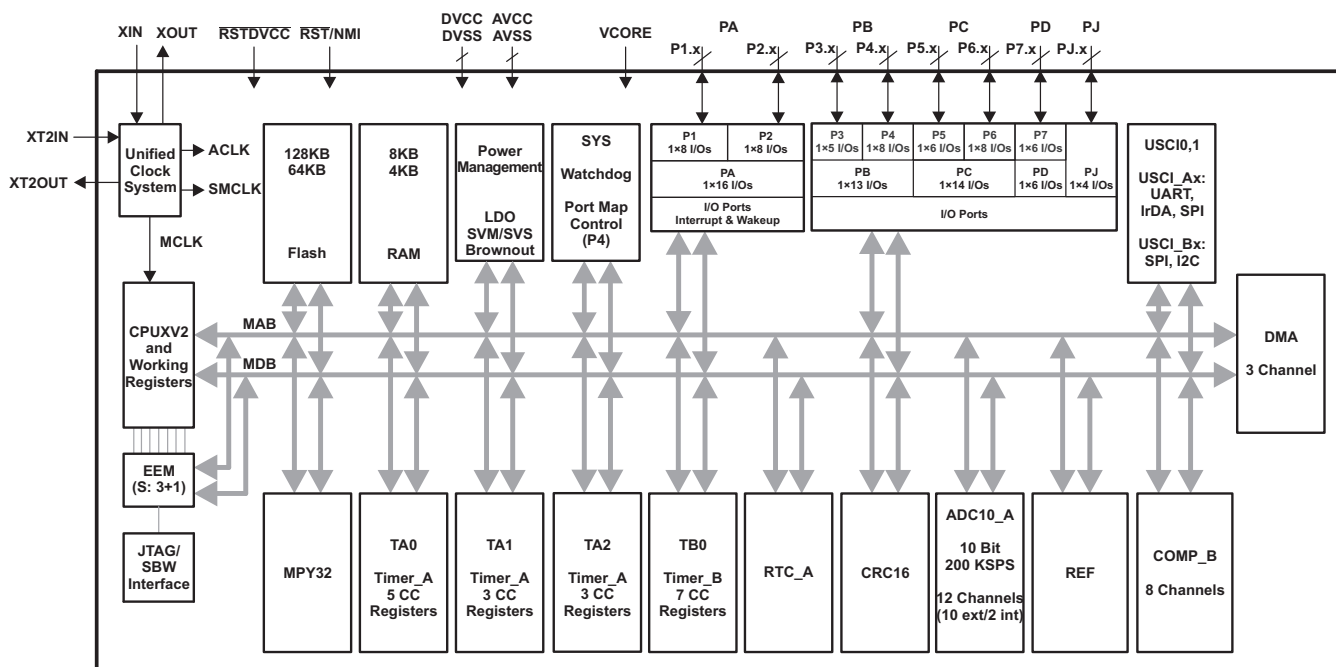 XIN
XOUT
RSTDVCC
RST/NMI
DVCC
DVSS
AVCC
AVSS
VCORE
PA
P1.x
P2.x
PB
P3.x
P4.x
PC
P5.x
P6.x
PD
P7.x
PJ
PJ.x
XT2IN
XT2OUT
Unified
Clock
System
ACLK
SMCLK
MCLK
128KB
64KB
Flash
8KB
4KB
RAM
Power
Management
LDO
SVM/SVS
Brownout
SYS
Watchdog
Port Map
Control
(P4)
P1
1×8 I/Os
P2
1×8 I/Os
PA
1×16 I/Os
I/O Ports
Interrupt & Wakeup
P3
1×5 I/Os
P4
1×8 I/Os
P5
1×6 I/Os
P6
1×8 I/Os
P7
1×6 I/Os
PB
1×13 I/Os
PC
1×14 I/Os
PD
1×6 I/Os
PJ
1×4 I/Os
I/O Ports
USCI0,1
USCI_Ax:
UART,
IrDA, SPI
USCI_Bx:
SPI, I2C
CPUXV2
and
Working
Registers
MAB
MDB
DMA
3 Channel
EEM
(S: 3+1)
JTAG/
SBW
Interface
MPY32
TA0
Timer_A
5 CC
Registers
TA1
Timer_A
3 CC
Registers
TA2
Timer_A
3 CC
Registers
TB0
Timer_B
7 CC
Registers
RTC_A
CRC16
ADC10_A
10 Bit
200 KSPS
12 Channels
(10 ext/2 int)
REF
COMP_B
8 Channels